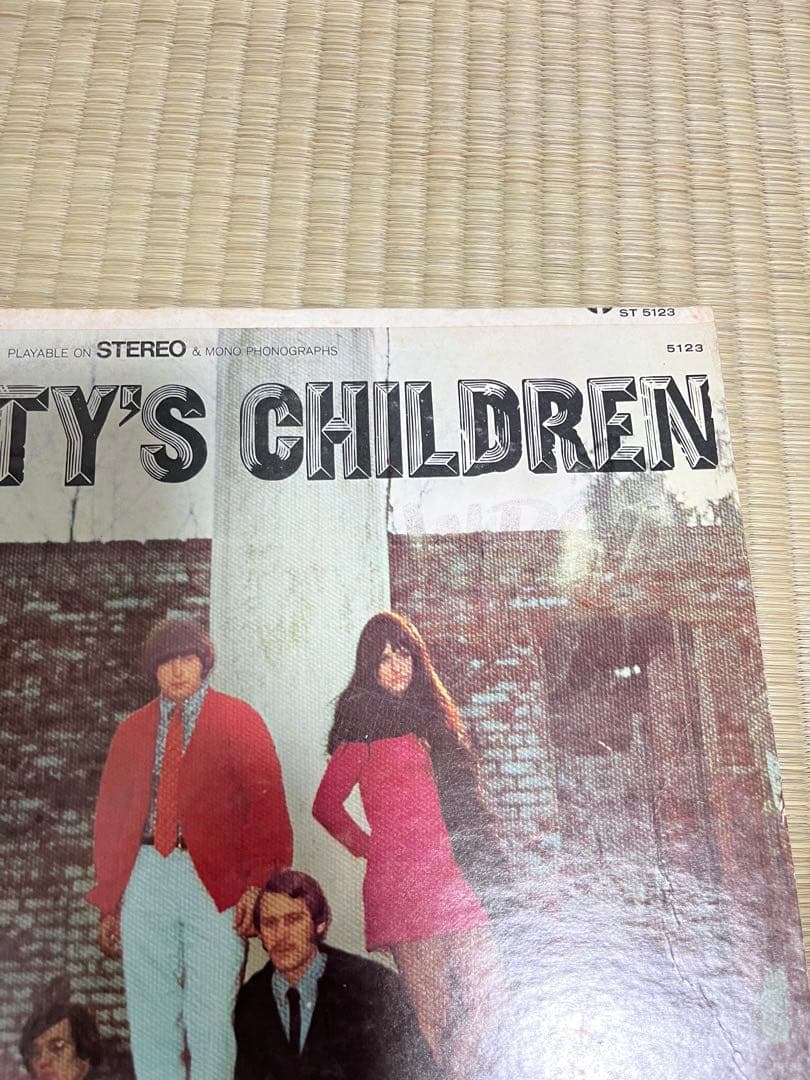 ST 5123
PLAYABLE ON STEREO & MONO PHONOGRAPHS
5123
TY'S CHILDREN